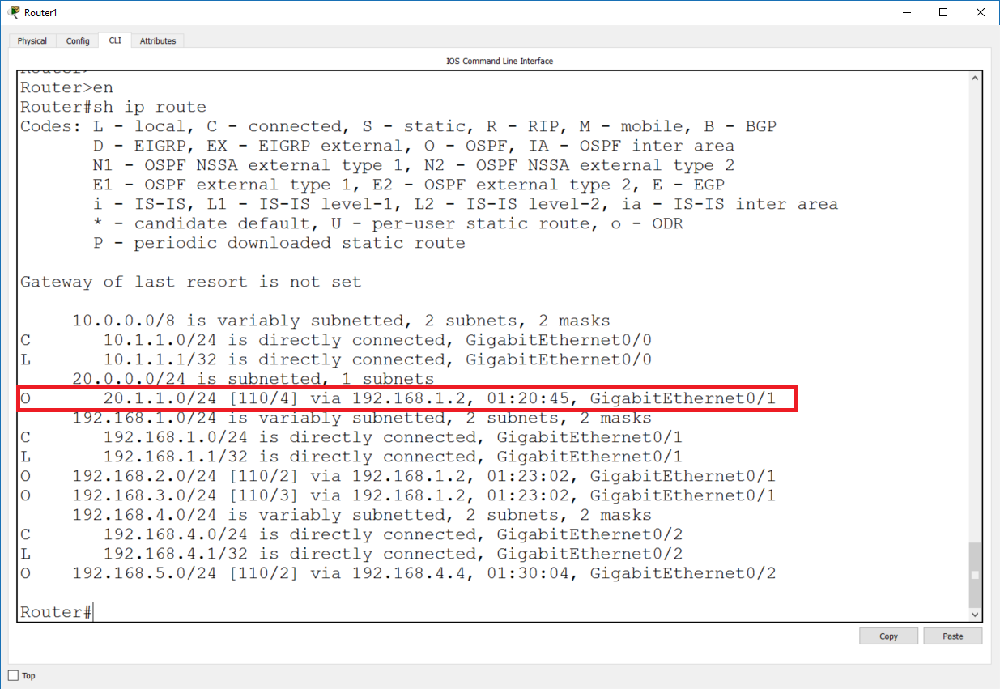 Router1
Physical Config CLI Attributes
IOS Command Line Interface
Router>
Router>en
Router#sh ip route
Codes: L - local, C - connected, S - static, R - RIP, M - mobile, B - BGP
D - EIGRP, EX - EIGRP external, O - OSPF, IA - OSPF inter area
N1 - OSPF NSSA external type 1, N2 - OSPF NSSA external type 2
E1 - OSPF external type 1, E2 - OSPF external type 2, E - EGP
i - IS-IS, L1 - IS-IS level-1, L2 - IS-IS level-2, ia - IS-IS inter area
* - candidate default, U - per-user static route, o - ODR
P - periodic downloaded static route
Gateway of last resort is not set
10.0.0.0/8 is variably subnetted, 2 subnets, 2 masks
C 10.1.1.0/24 is directly connected, GigabitEthernet0/0
L 10.1.1.1/32 is directly connected, GigabitEthernet0/0
20.0.0.0/24 is subnetted, 1 subnets
O 20.1.1.0/24 [110/4] via 192.168.1.2, 01:20:45, GigabitEthernet0/1
192.168.1.0/24 is variably subnetted, 2 subnets, 2 masks
C 192.168.1.0/24 is directly connected, GigabitEthernet0/1
L 192.168.1.1/32 is directly connected, GigabitEthernet0/1
O 192.168.2.0/24 [110/2] via 192.168.1.2, 01:23:02, GigabitEthernet0/1
O 192.168.3.0/24 [110/3] via 192.168.1.2, 01:23:02, GigabitEthernet0/1
192.168.4.0/24 is variably subnetted, 2 subnets, 2 masks
C 192.168.4.0/24 is directly connected, GigabitEthernet0/2
L 192.168.4.1/32 is directly connected, GigabitEthernet0/2
O 192.168.5.0/24 [110/2] via 192.168.4.4, 01:30:04, GigabitEthernet0/2
Router#
Copy Paste
Top